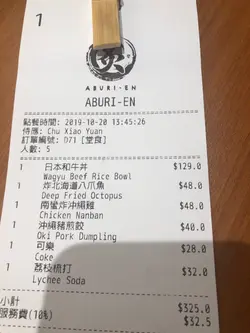 1
炙
ABURI-EN
ABURI-EN
點餐時間: 2019-10-20 13:45:26
侍應: Chu Xiao Yuan
訂單編號: D71 [堂食]
人數: 5
1 日本和牛丼 $129.0
Wagyu Beef Rice Bowl
1 炸北海道八爪魚 $48.0
Deep Fried Octopus
1 南蠻炸沖繩雞 $48.0
Chicken Nanban
1 沖繩豬煎餃 $40.0
Oki Pork Dumpling
1 可樂 $28.0
Coke
1 荔枝梳打 $32.0
Lychee Soda
小計 $325.0
服務費(10%) $32.5